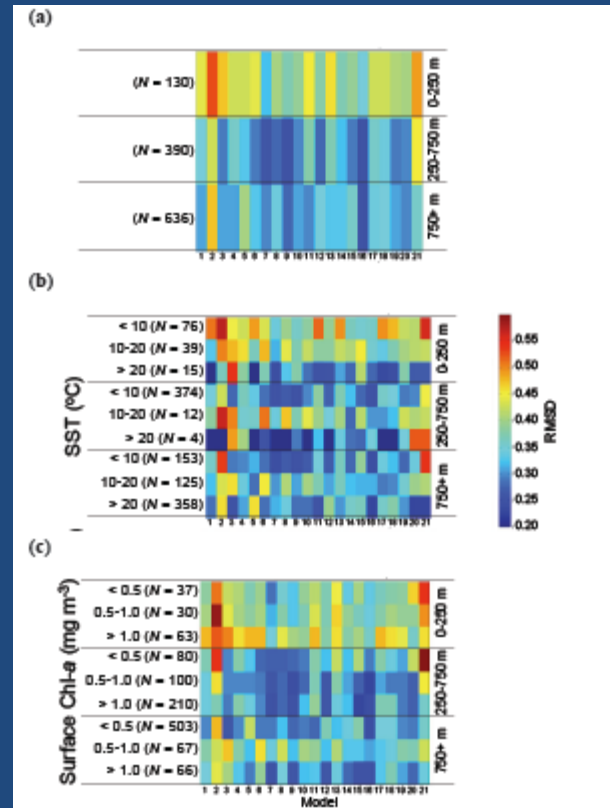 (a)
(N = 130)
0-250 m
(N = 390)
250-750 m
(N = 636)
750+ m
1 2 3 4 5 6 7 8 9 10 11 12 13 14 15 16 17 18 19 20 21
(b)
SST (ºC)
< 10 (N = 76)
10-20 (N = 39)
> 20 (N = 15)
0-250 m
< 10 (N = 374)
10-20 (N = 12)
> 20 (N = 4)
250-750 m
< 10 (N = 153)
10-20 (N = 125)
> 20 (N = 358)
750+ m
1 2 3 4 5 6 7 8 9 10 11 12 13 14 15 16 17 18 19 20 21
0.55
0.50
0.45
0.40
0.35
0.30
0.25
0.20
RMSD
(c)
Surface Chl-a (mg m-3)
< 0.5 (N = 37)
0.5-1.0 (N = 30)
> 1.0 (N = 63)
0-250 m
< 0.5 (N = 80)
0.5-1.0 (N = 100)
> 1.0 (N = 210)
250-750 m
< 0.5 (N = 503)
0.5-1.0 (N = 67)
> 1.0 (N = 66)
750+ m
1 2 3 4 5 6 7 8 9 10 11 12 13 14 15 16 17 18 19 20 21
Model